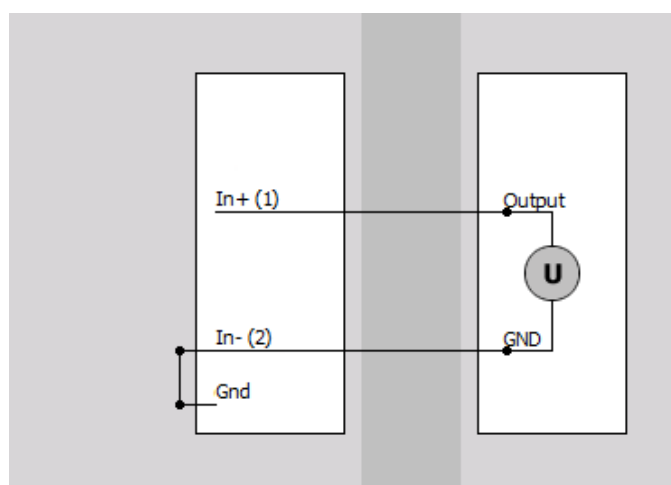 In+ (1)
Output
U
In- (2)
GND
Gnd